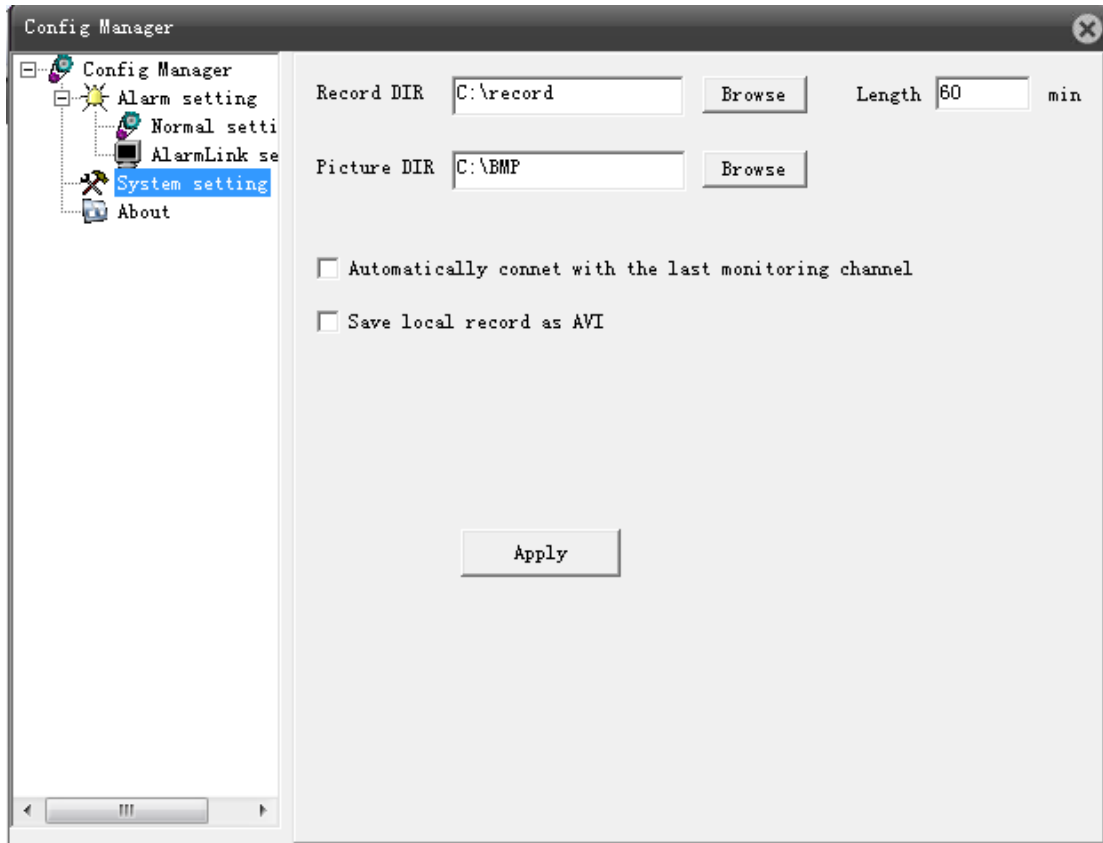 Config Manager
Config Manager
Alarm setting
Normal setti
AlarmLink se
System setting
About
Record DIR C:\record Browse Length 60 min
Picture DIR C:\BMP Browse
Automatically connet with the last monitoring channel
Save local record as AVI
Apply